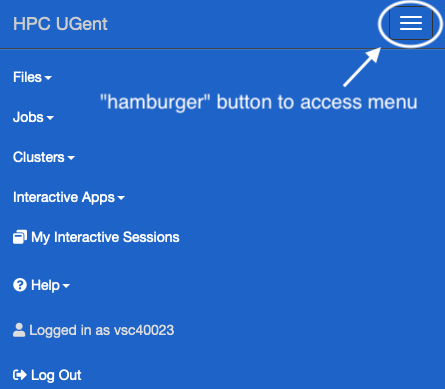 HPC UGent
Files
"hamburger" button to access menu
Jobs
Clusters
Interactive Apps
My Interactive Sessions
Help
Logged in as vsc40023
Log Out